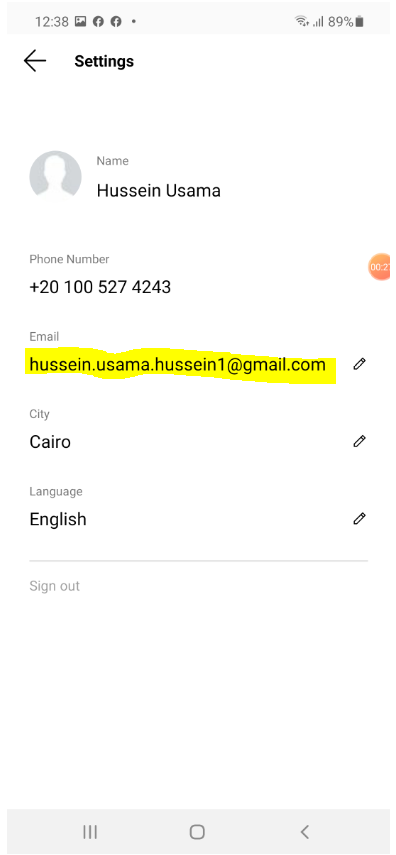 12:38 89%
Settings
Name
Hussein Usama
Phone Number
+20 100 527 4243
00:2
Email
hussein.usama.hussein1@gmail.com
City
Cairo
Language
English
Sign out